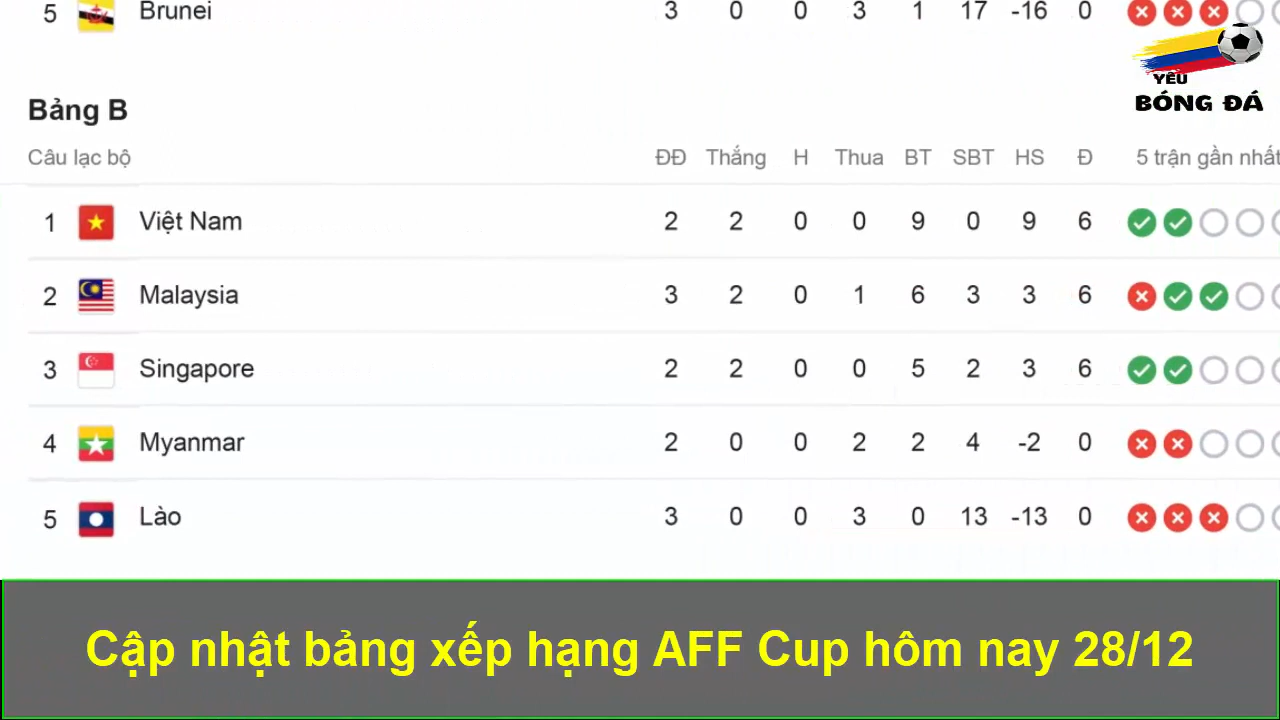 5 Brunei 3 0 0 3 1 17 -16 0
YÊU
BÓNG ĐÁ
Bảng B
Câu lạc bộ ĐĐ Thắng H Thua BT SBT HS Đ 5 trận gần nhất
1 Việt Nam 2 2 0 0 9 0 9 6
2 Malaysia 3 2 0 1 6 3 3 6
3 Singapore 2 2 0 0 5 2 3 6
4 Myanmar 2 0 0 2 2 4 -2 0
5 Lào 3 0 0 3 0 13 -13 0
Cập nhật bảng xếp hạng AFF Cup hôm nay 28/12